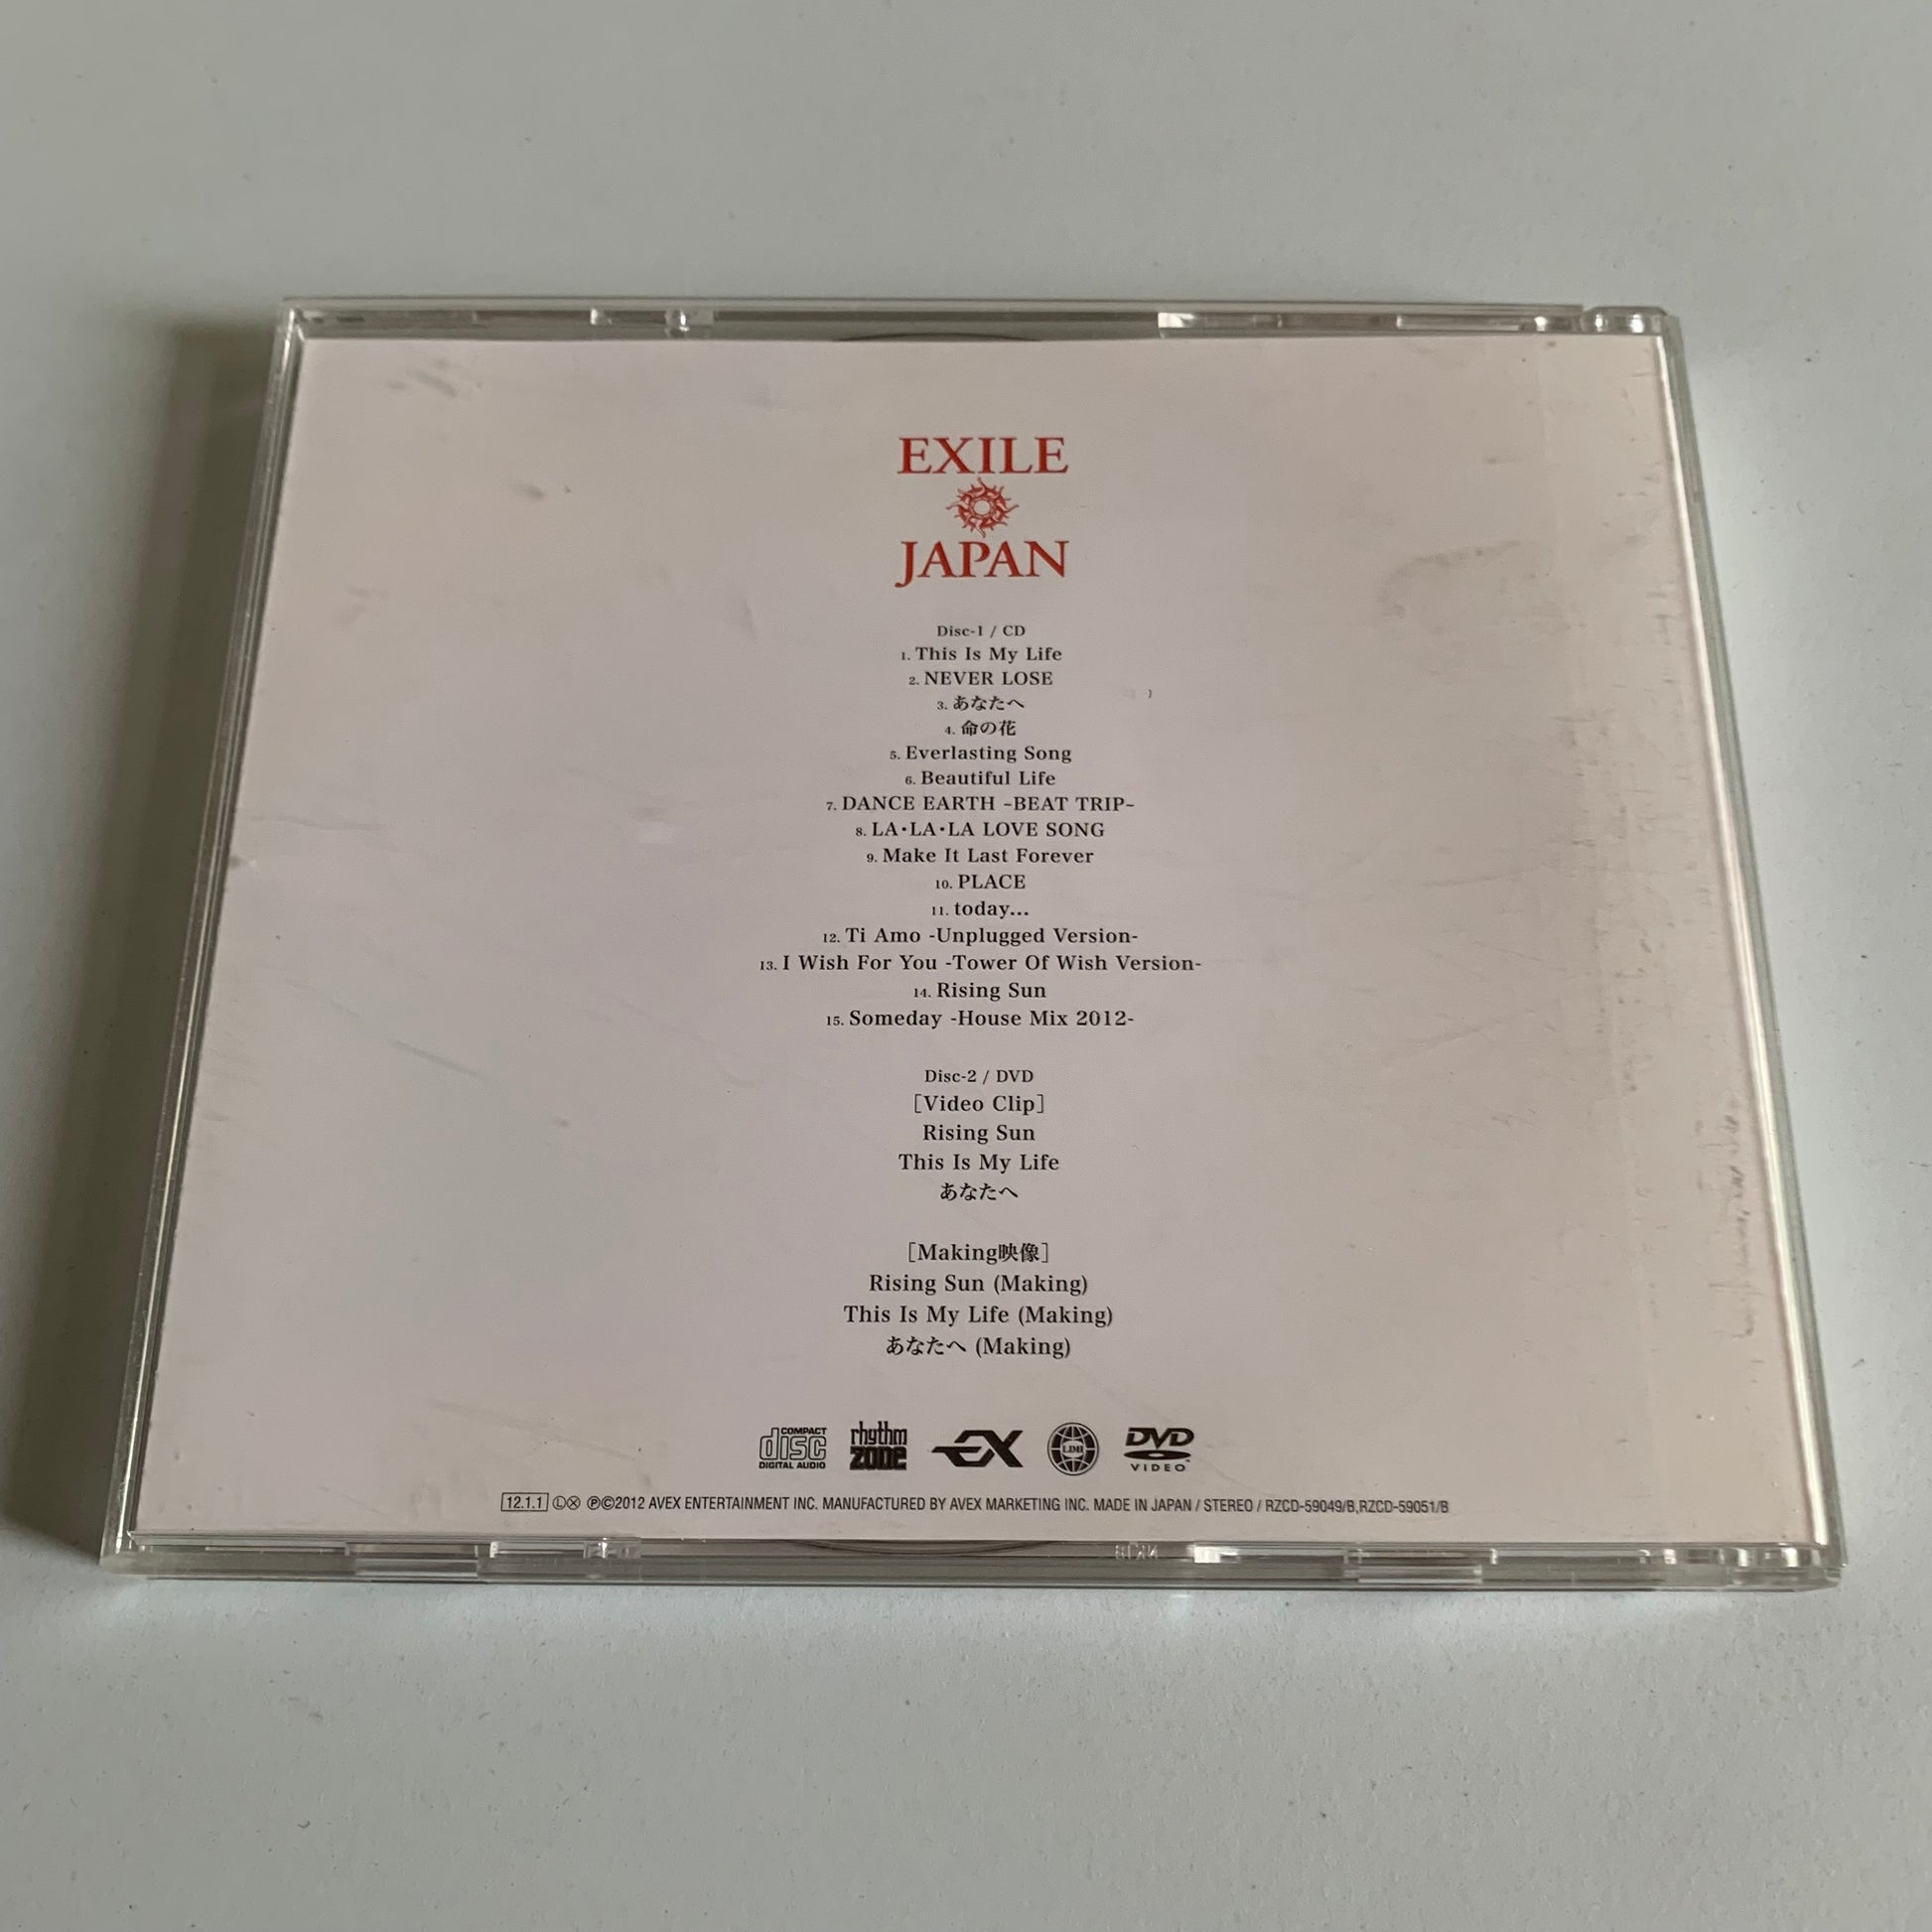 EXILE
JAPAN
Disc-1 / CD
1. This Is My Life
2. NEVER LOSE
3. あなたへ
4. 命の花
5. Everlasting Song
6. Beautiful Life
7. DANCE EARTH ~BEAT TRIP~
8. LA・LA・LA LOVE SONG
9. Make It Last Forever
10. PLACE
11. today...
12. Ti Amo -Unplugged Version-
13. I Wish For You -Tower Of Wish Version-
14. Rising Sun
15. Someday -House Mix 2012-
Disc-2 / DVD
[Video Clip]
Rising Sun
This Is My Life
あなたへ
[Making映像]
Rising Sun (Making)
This Is My Life (Making)
あなたへ (Making)
COMPACT disc DIGITAL AUDIO rhythm zone EX LDH DVD VIDEO
12.1.1 Ⓛ Ⓧ ℗©2012 AVEX ENTERTAINMENT INC. MANUFACTURED BY AVEX MARKETING INC. MADE IN JAPAN / STEREO / RZCD-59049/B,RZCD-59051/B